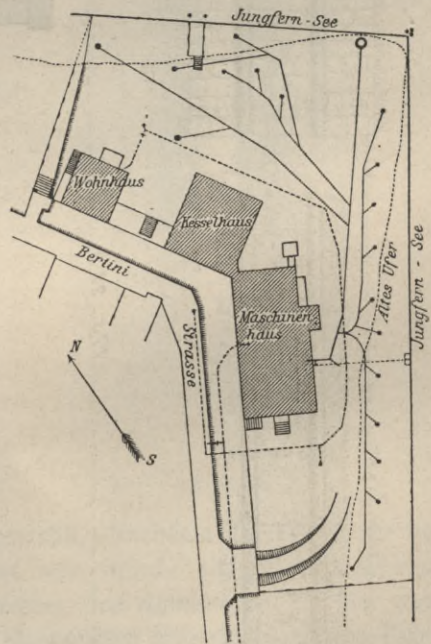 Jungfern-See
Wohnhaus
Kesselhaus
Bertini
Strasse
Maschinen
haus
Altes Ufer
Jungfern-See
N
S